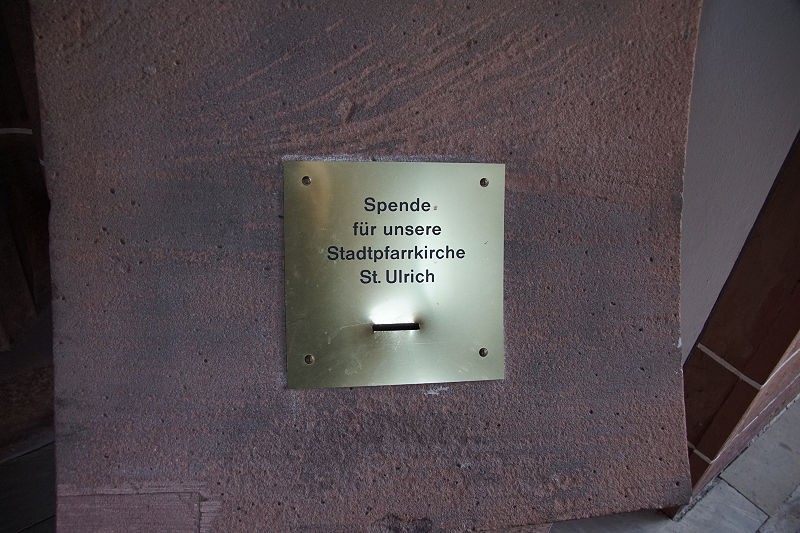 Spende
für unsere
Stadtpfarrkirche
St. Ulrich